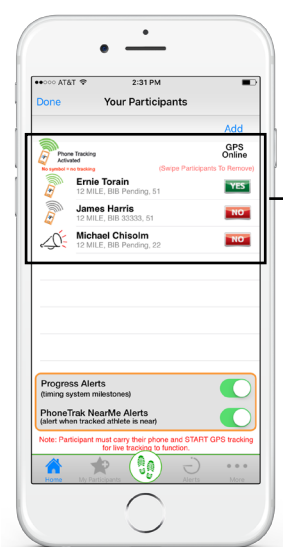 AT&T 2:31 PM
Done Your Participants
Add
Phone Tracking
Activated
GPS
Online
No symbol = no tracking
(Serpe Participants To Remove)
Ernie Torain
12 MILE, BIB Pending, 51
YES
James Harris
12 MILE, BIB 33333, 51
NO
Michael Chisolm
12 MILE, BIB Pending, 22
NO
Progress Alerts
(timing system milestones)
PhoneTrak NearMe Alerts
(alert when tracked athlete is near)
Note: Participant must carry their phone and START GPS tracking
for live tracking to function.
Home My Participants Alerts More